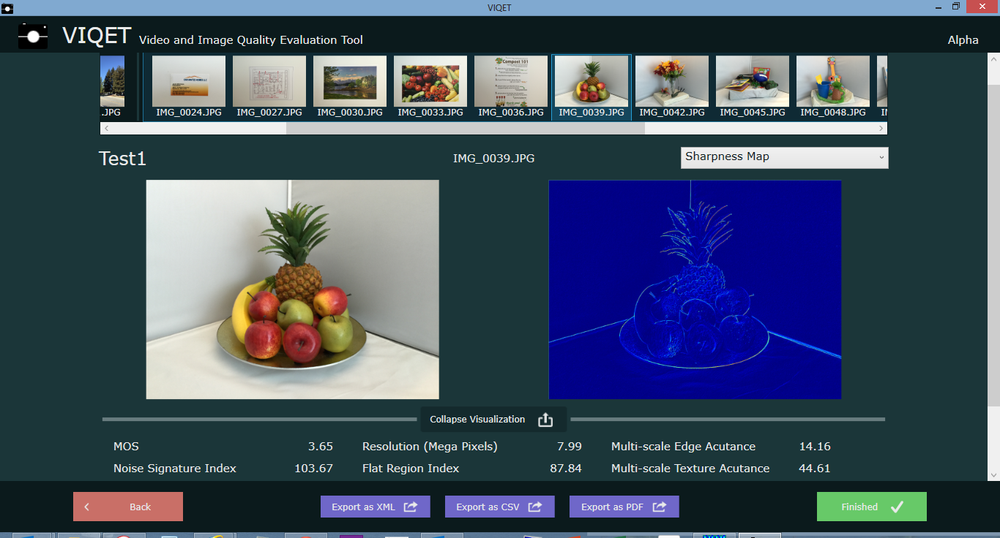 VIQET
VIQET Video and Image Quality Evaluation Tool
Alpha
.JPG
IMG_0024.JPG
IMG_0027.JPG
IMG_0030.JPG
IMG_0033.JPG
Compost 101
IMG_0036.JPG
IMG_0039.JPG
IMG_0042.JPG
IMG_0045.JPG
IMG_0048.JPG
Test1
IMG_0039.JPG
Sharpness Map
Collapse Visualization
MOS 3.65 Resolution (Mega Pixels) 7.99 Multi-scale Edge Acutance 14.16
Noise Signature Index 103.67 Flat Region Index 87.84 Multi-scale Texture Acutance 44.61
Back
Export as XML
Export as CSV
Export as PDF
Finished